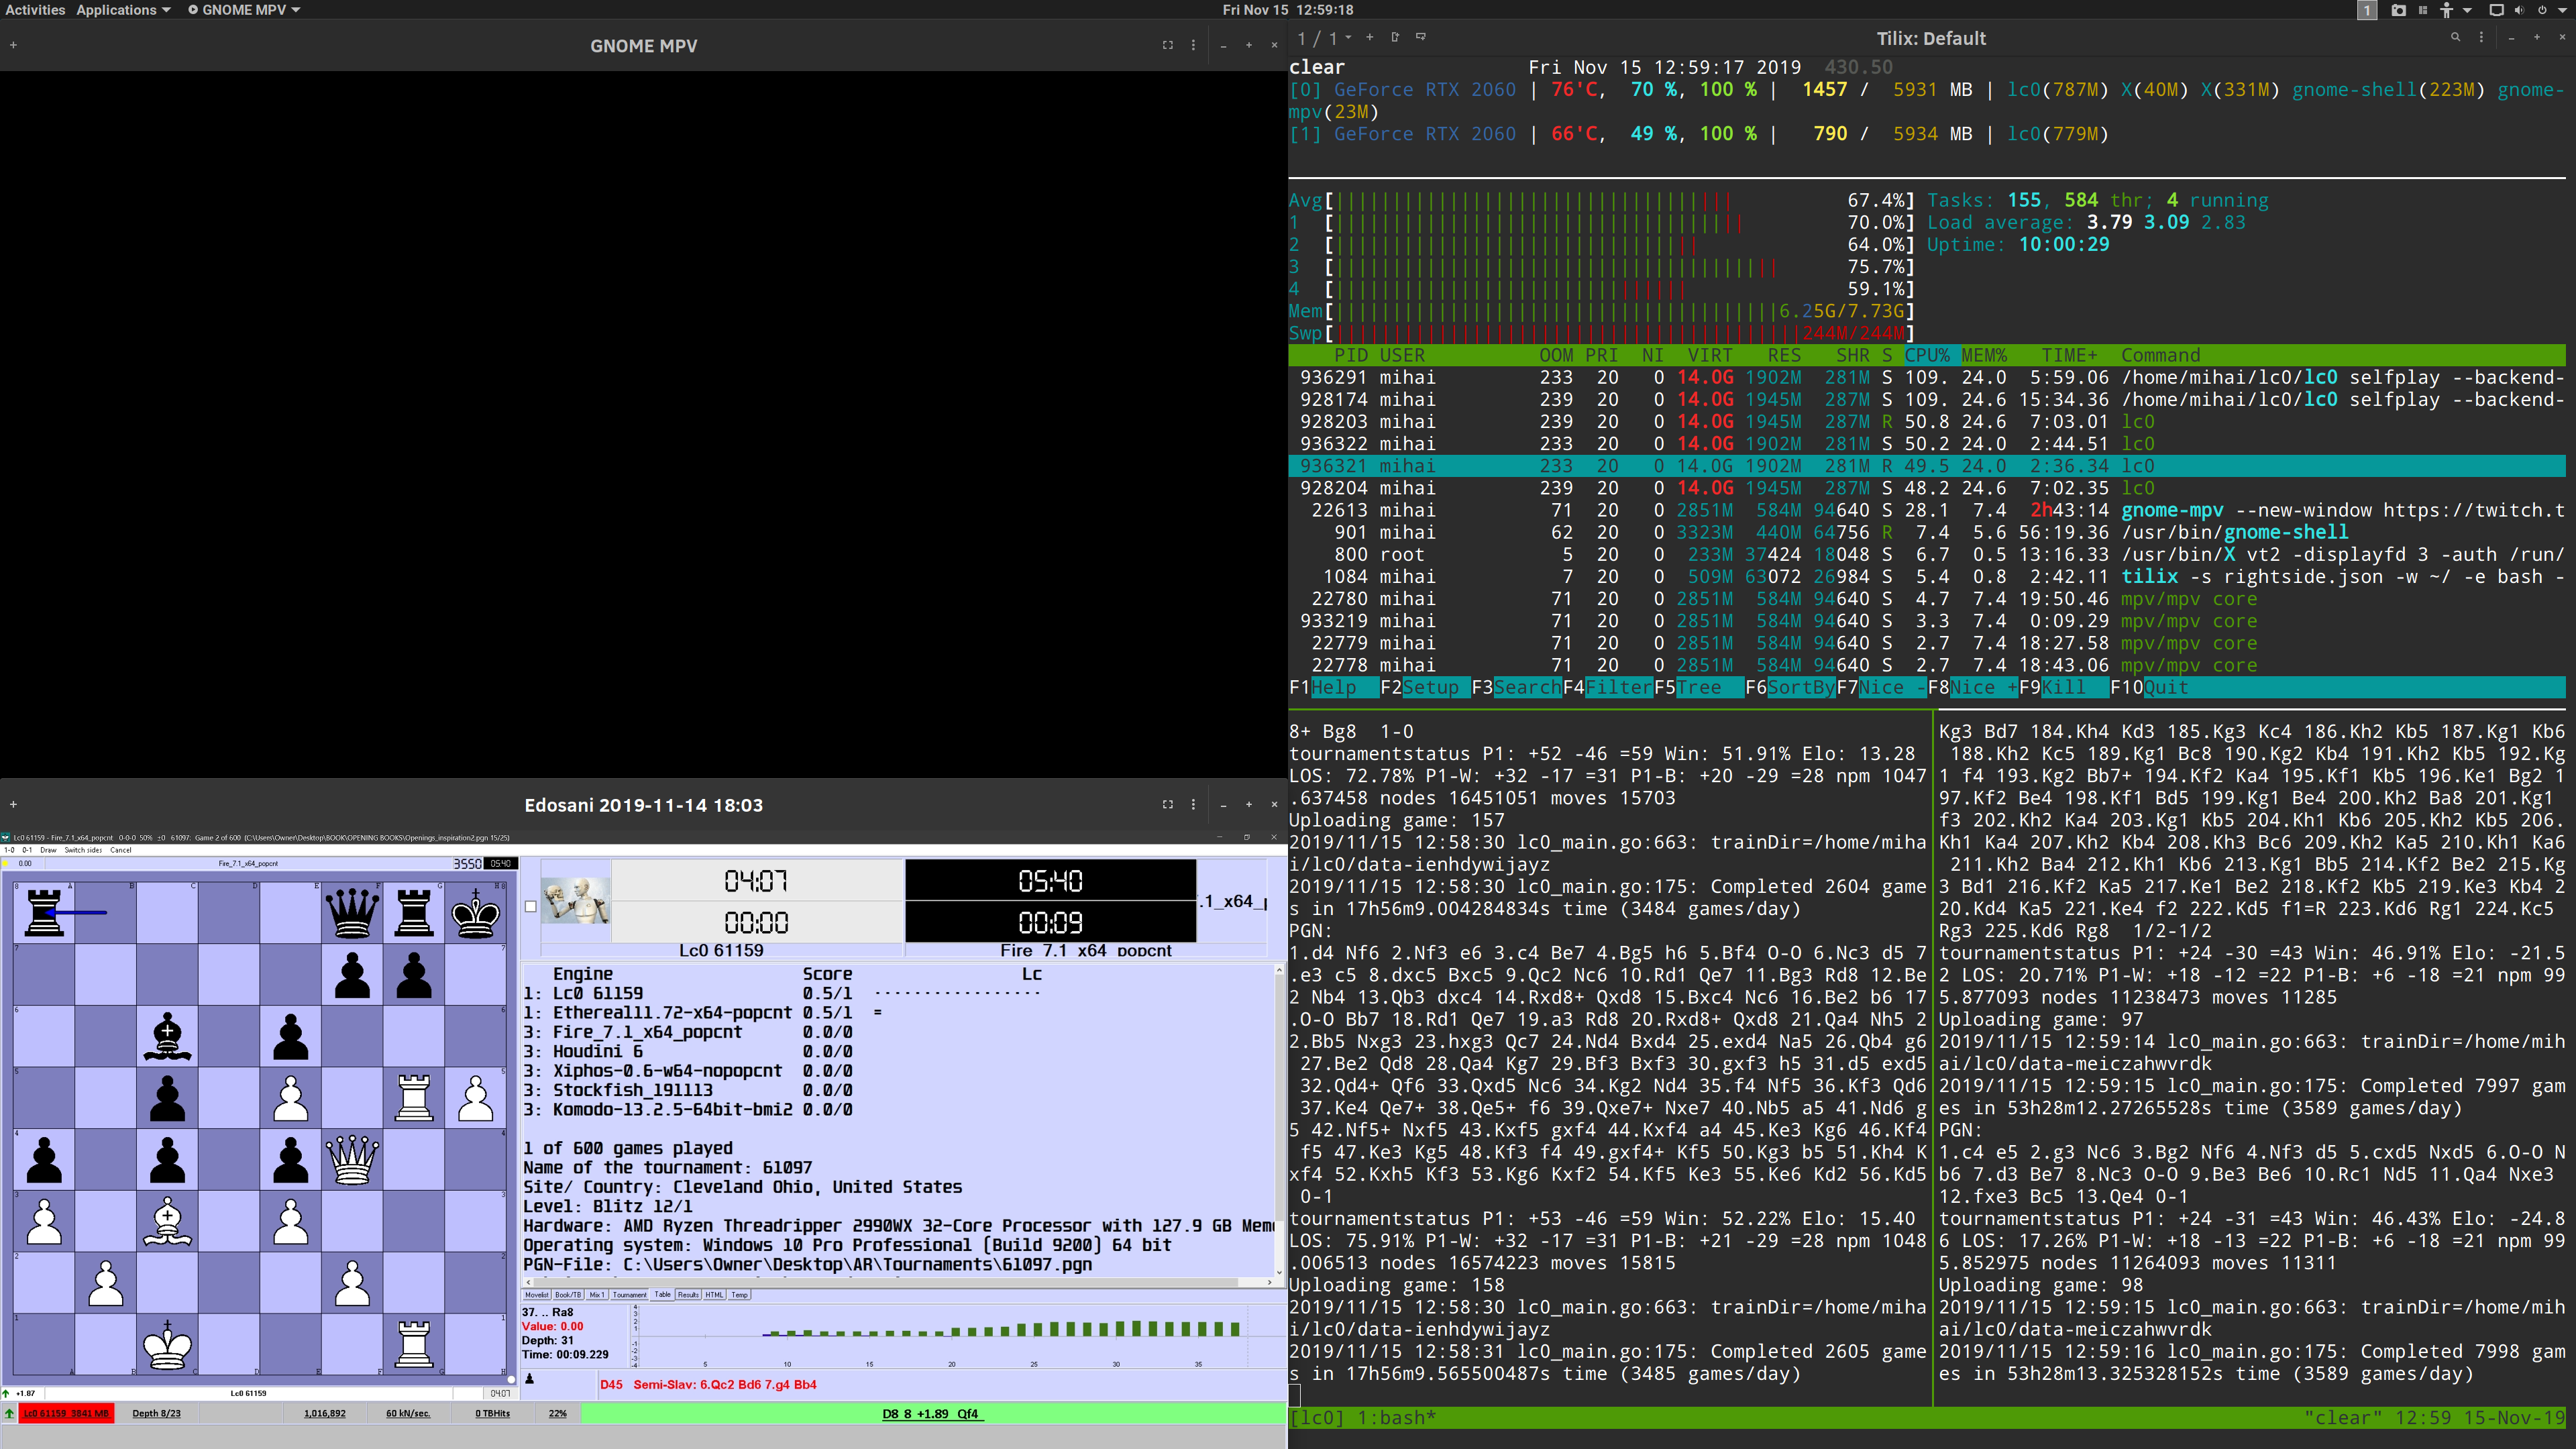 Activities Applications GNOME MPV Fri Nov 15 12:59:18 1
GNOME MPV
1 / 1 Tilix: Default
clear Fri Nov 15 12:59:17 2019 430.50
[0] GeForce RTX 2060 | 76'C, 70 %, 100 % | 1457 / 5931 MB | lc0(787M) X(40M) X(331M) gnome-shell(223M) gnome-
mpv(23M)
[1] GeForce RTX 2060 | 66'C, 49 %, 100 % | 790 / 5934 MB | lc0(779M)
Avg[ 67.4%] Tasks: 155, 584 thr; 4 running
1 [ 70.0%] Load average: 3.79 3.09 2.83
2 [ 64.0%] Uptime: 10:00:29
3 [ 75.7%]
4 [ 59.1%]
Mem[ 6.25G/7.73G]
Swp[ 244M/244M]
PID USER OOM PRI NI VIRT RES SHR S CPU% MEM% TIME+ Command
936291 mihai 233 20 0 14.0G 1902M 281M S 109. 24.0 5:59.06 /home/mihai/lc0/lc0 selfplay --backend-
928174 mihai 239 20 0 14.0G 1945M 287M S 109. 24.6 15:34.36 /home/mihai/lc0/lc0 selfplay --backend-
928203 mihai 239 20 0 14.0G 1945M 287M R 50.8 24.6 7:03.01 lc0
936322 mihai 233 20 0 14.0G 1902M 281M S 50.2 24.0 2:44.51 lc0
936321 mihai 233 20 0 14.0G 1902M 281M R 49.5 24.0 2:36.34 lc0
928204 mihai 239 20 0 14.0G 1945M 287M S 48.2 24.6 7:02.35 lc0
22613 mihai 71 20 0 2851M 584M 94640 S 28.1 7.4 2h43:14 gnome-mpv --new-window https://twitch.t
901 mihai 62 20 0 3323M 440M 64756 R 7.4 5.6 56:19.36 /usr/bin/gnome-shell
800 root 5 20 0 233M 37424 18048 S 6.7 0.5 13:16.33 /usr/bin/X vt2 -displayfd 3 -auth /run/
1084 mihai 7 20 0 509M 63072 26984 S 5.4 0.8 2:42.11 tilix -s rightside.json -w ~/ -e bash -
22780 mihai 71 20 0 2851M 584M 94640 S 4.7 7.4 19:50.46 mpv/mpv core
933219 mihai 71 20 0 2851M 584M 94640 S 3.3 7.4 0:09.29 mpv/mpv core
22779 mihai 71 20 0 2851M 584M 94640 S 2.7 7.4 18:27.58 mpv/mpv core
22778 mihai 71 20 0 2851M 584M 94640 S 2.7 7.4 18:43.06 mpv/mpv core
F1Help F2Setup F3SearchF4FilterF5Tree F6SortByF7Nice -F8Nice +F9Kill F10Quit
8+ Bg8 1-0
tournamentstatus P1: +52 -46 =59 Win: 51.91% Elo: 13.28
LOS: 72.78% P1-W: +32 -17 =31 P1-B: +20 -29 =28 npm 1047
.637458 nodes 16451051 moves 15703
Uploading game: 157
2019/11/15 12:58:30 lc0_main.go:663: trainDir=/home/miha
i/lc0/data-ienhdywijayz
2019/11/15 12:58:30 lc0_main.go:175: Completed 2604 game
s in 17h56m9.004284834s time (3484 games/day)
PGN:
1.d4 Nf6 2.Nf3 e6 3.c4 Be7 4.Bg5 h6 5.Bf4 O-O 6.Nc3 d5 7
.e3 c5 8.dxc5 Bxc5 9.Qc2 Nc6 10.Rd1 Qe7 11.Bg3 Rd8 12.Be
2 Nb4 13.Qb3 dxc4 14.Rxd8+ Qxd8 15.Bxc4 Nc6 16.Be2 b6 17
.O-O Bb7 18.Rd1 Qe7 19.a3 Rd8 20.Rxd8+ Qxd8 21.Qa4 Nh5 2
2.Bb5 Nxg3 23.hxg3 Qc7 24.Nd4 Bxd4 25.exd4 Na5 26.Qb4 g6
27.Be2 Qd8 28.Qa4 Kg7 29.Bf3 Bxf3 30.gxf3 h5 31.d5 exd5
32.Qd4+ Qf6 33.Qxd5 Nc6 34.Kg2 Nd4 35.f4 Nf5 36.Kf3 Qd6
37.Ke4 Qe7+ 38.Qe5+ f6 39.Qxe7+ Nxe7 40.Nb5 a5 41.Nd6 g
5 42.Nf5+ Nxf5 43.Kxf5 gxf4 44.Kxf4 a4 45.Ke3 Kg6 46.Kf4
f5 47.Ke3 Kg5 48.Kf3 f4 49.gxf4+ Kf5 50.Kg3 b5 51.Kh4 K
xf4 52.Kxh5 Kf3 53.Kg6 Kxf2 54.Kf5 Ke3 55.Ke6 Kd2 56.Kd5
0-1
tournamentstatus P1: +53 -46 =59 Win: 52.22% Elo: 15.40
LOS: 75.91% P1-W: +32 -17 =31 P1-B: +21 -29 =28 npm 1048
.006513 nodes 16574223 moves 15815
Uploading game: 158
2019/11/15 12:58:30 lc0_main.go:663: trainDir=/home/miha
i/lc0/data-ienhdywijayz
2019/11/15 12:58:31 lc0_main.go:175: Completed 2605 game
s in 17h56m9.565500487s time (3485 games/day)
Kg3 Bd7 184.Kh4 Kd3 185.Kg3 Kc4 186.Kh2 Kb5 187.Kg1 Kb6
188.Kh2 Kc5 189.Kg1 Bc8 190.Kg2 Kb4 191.Kh2 Kb5 192.Kg
1 f4 193.Kg2 Bb7+ 194.Kf2 Ka4 195.Kf1 Kb5 196.Ke1 Bg2 1
97.Kf2 Be4 198.Kf1 Bd5 199.Kg1 Be4 200.Kh2 Ba8 201.Kg1
f3 202.Kh2 Ka4 203.Kg1 Kb5 204.Kh1 Kb6 205.Kh2 Kb5 206.
Kh1 Ka4 207.Kh2 Kb4 208.Kh3 Bc6 209.Kh2 Ka5 210.Kh1 Ka6
211.Kh2 Ba4 212.Kh1 Kb6 213.Kg1 Bb5 214.Kf2 Be2 215.Kg
3 Bd1 216.Kf2 Ka5 217.Ke1 Be2 218.Kf2 Kb5 219.Ke3 Kb4 2
20.Kd4 Ka5 221.Ke4 f2 222.Kd5 f1=R 223.Kd6 Rg1 224.Kc5
Rg3 225.Kd6 Rg8 1/2-1/2
tournamentstatus P1: +24 -30 =43 Win: 46.91% Elo: -21.5
2 LOS: 20.71% P1-W: +18 -12 =22 P1-B: +6 -18 =21 npm 99
5.877093 nodes 11238473 moves 11285
Uploading game: 97
2019/11/15 12:59:14 lc0_main.go:663: trainDir=/home/mih
ai/lc0/data-meiczahwvrdk
2019/11/15 12:59:15 lc0_main.go:175: Completed 7997 gam
es in 53h28m12.27265528s time (3589 games/day)
PGN:
1.c4 e5 2.g3 Nc6 3.Bg2 Nf6 4.Nf3 d5 5.cxd5 Nxd5 6.O-O N
b6 7.d3 Be7 8.Nc3 O-O 9.Be3 Be6 10.Rc1 Nd5 11.Qa4 Nxe3
12.fxe3 Bc5 13.Qe4 0-1
tournamentstatus P1: +24 -31 =43 Win: 46.43% Elo: -24.8
6 LOS: 17.26% P1-W: +18 -13 =22 P1-B: +6 -18 =21 npm 99
5.852975 nodes 11264093 moves 11311
Uploading game: 98
2019/11/15 12:59:15 lc0_main.go:663: trainDir=/home/mih
ai/lc0/data-meiczahwvrdk
2019/11/15 12:59:16 lc0_main.go:175: Completed 7998 gam
es in 53h28m13.325328152s time (3589 games/day)
[lc0] 1:bash* "clear" 12:59 15-Nov-19
Edosani 2019-11-14 18:03
Lc0 61159 - Fire_7.1_x64_popcnt 0-0-0 50% ±0 61097: Game 2 of 600 (C:\Users\Owner\Desktop\BOOK\OPENING BOOKS\Openings_inspiration2.pgn 15/25)
1-0 0-1 Draw Switch sides Cancel
0.00 Fire_7.1_x64_popcnt 3550 05:40
04:07 05:40
00:00 00:09 .1_x64_p
Lc0 61159 Fire_7.1_x64_popcnt
Engine Score Lc
1: Lc0 61159 0.5/1 ·················
1: Ethereal11.72-x64-popcnt 0.5/1 =
3: Fire_7.1_x64_popcnt 0.0/0
3: Houdini 6 0.0/0
3: Xiphos-0.6-w64-nopopcnt 0.0/0
3: Stockfish_191113 0.0/0
3: Komodo-13.2.5-64bit-bmi2 0.0/0
1 of 600 games played
Name of the tournament: 61097
Site/ Country: Cleveland Ohio, United States
Level: Blitz 12/1
Hardware: AMD Ryzen Threadripper 2990WX 32-Core Processor with 127.9 GB Mem
Operating system: Windows 10 Pro Professional (Build 9200) 64 bit
PGN-File: C:\Users\Owner\Desktop\AR\Tournaments\61097.pgn
Movelist Book/TB Mix 1 Tournament Table Results HTML Temp
37. .. Ra8
Value: 0.00
Depth: 31
Time: 00:09.229
5 10 15 20 25 30 35
D45 Semi-Slav: 6.Qc2 Bd6 7.g4 Bb4
+1.87 Lc0 61159 04:07
Lc0 61159 3841 MB Depth 8/23 1,016,892 60 kN/sec. 0 TBHits 22% D8 8 +1.89 Qf4